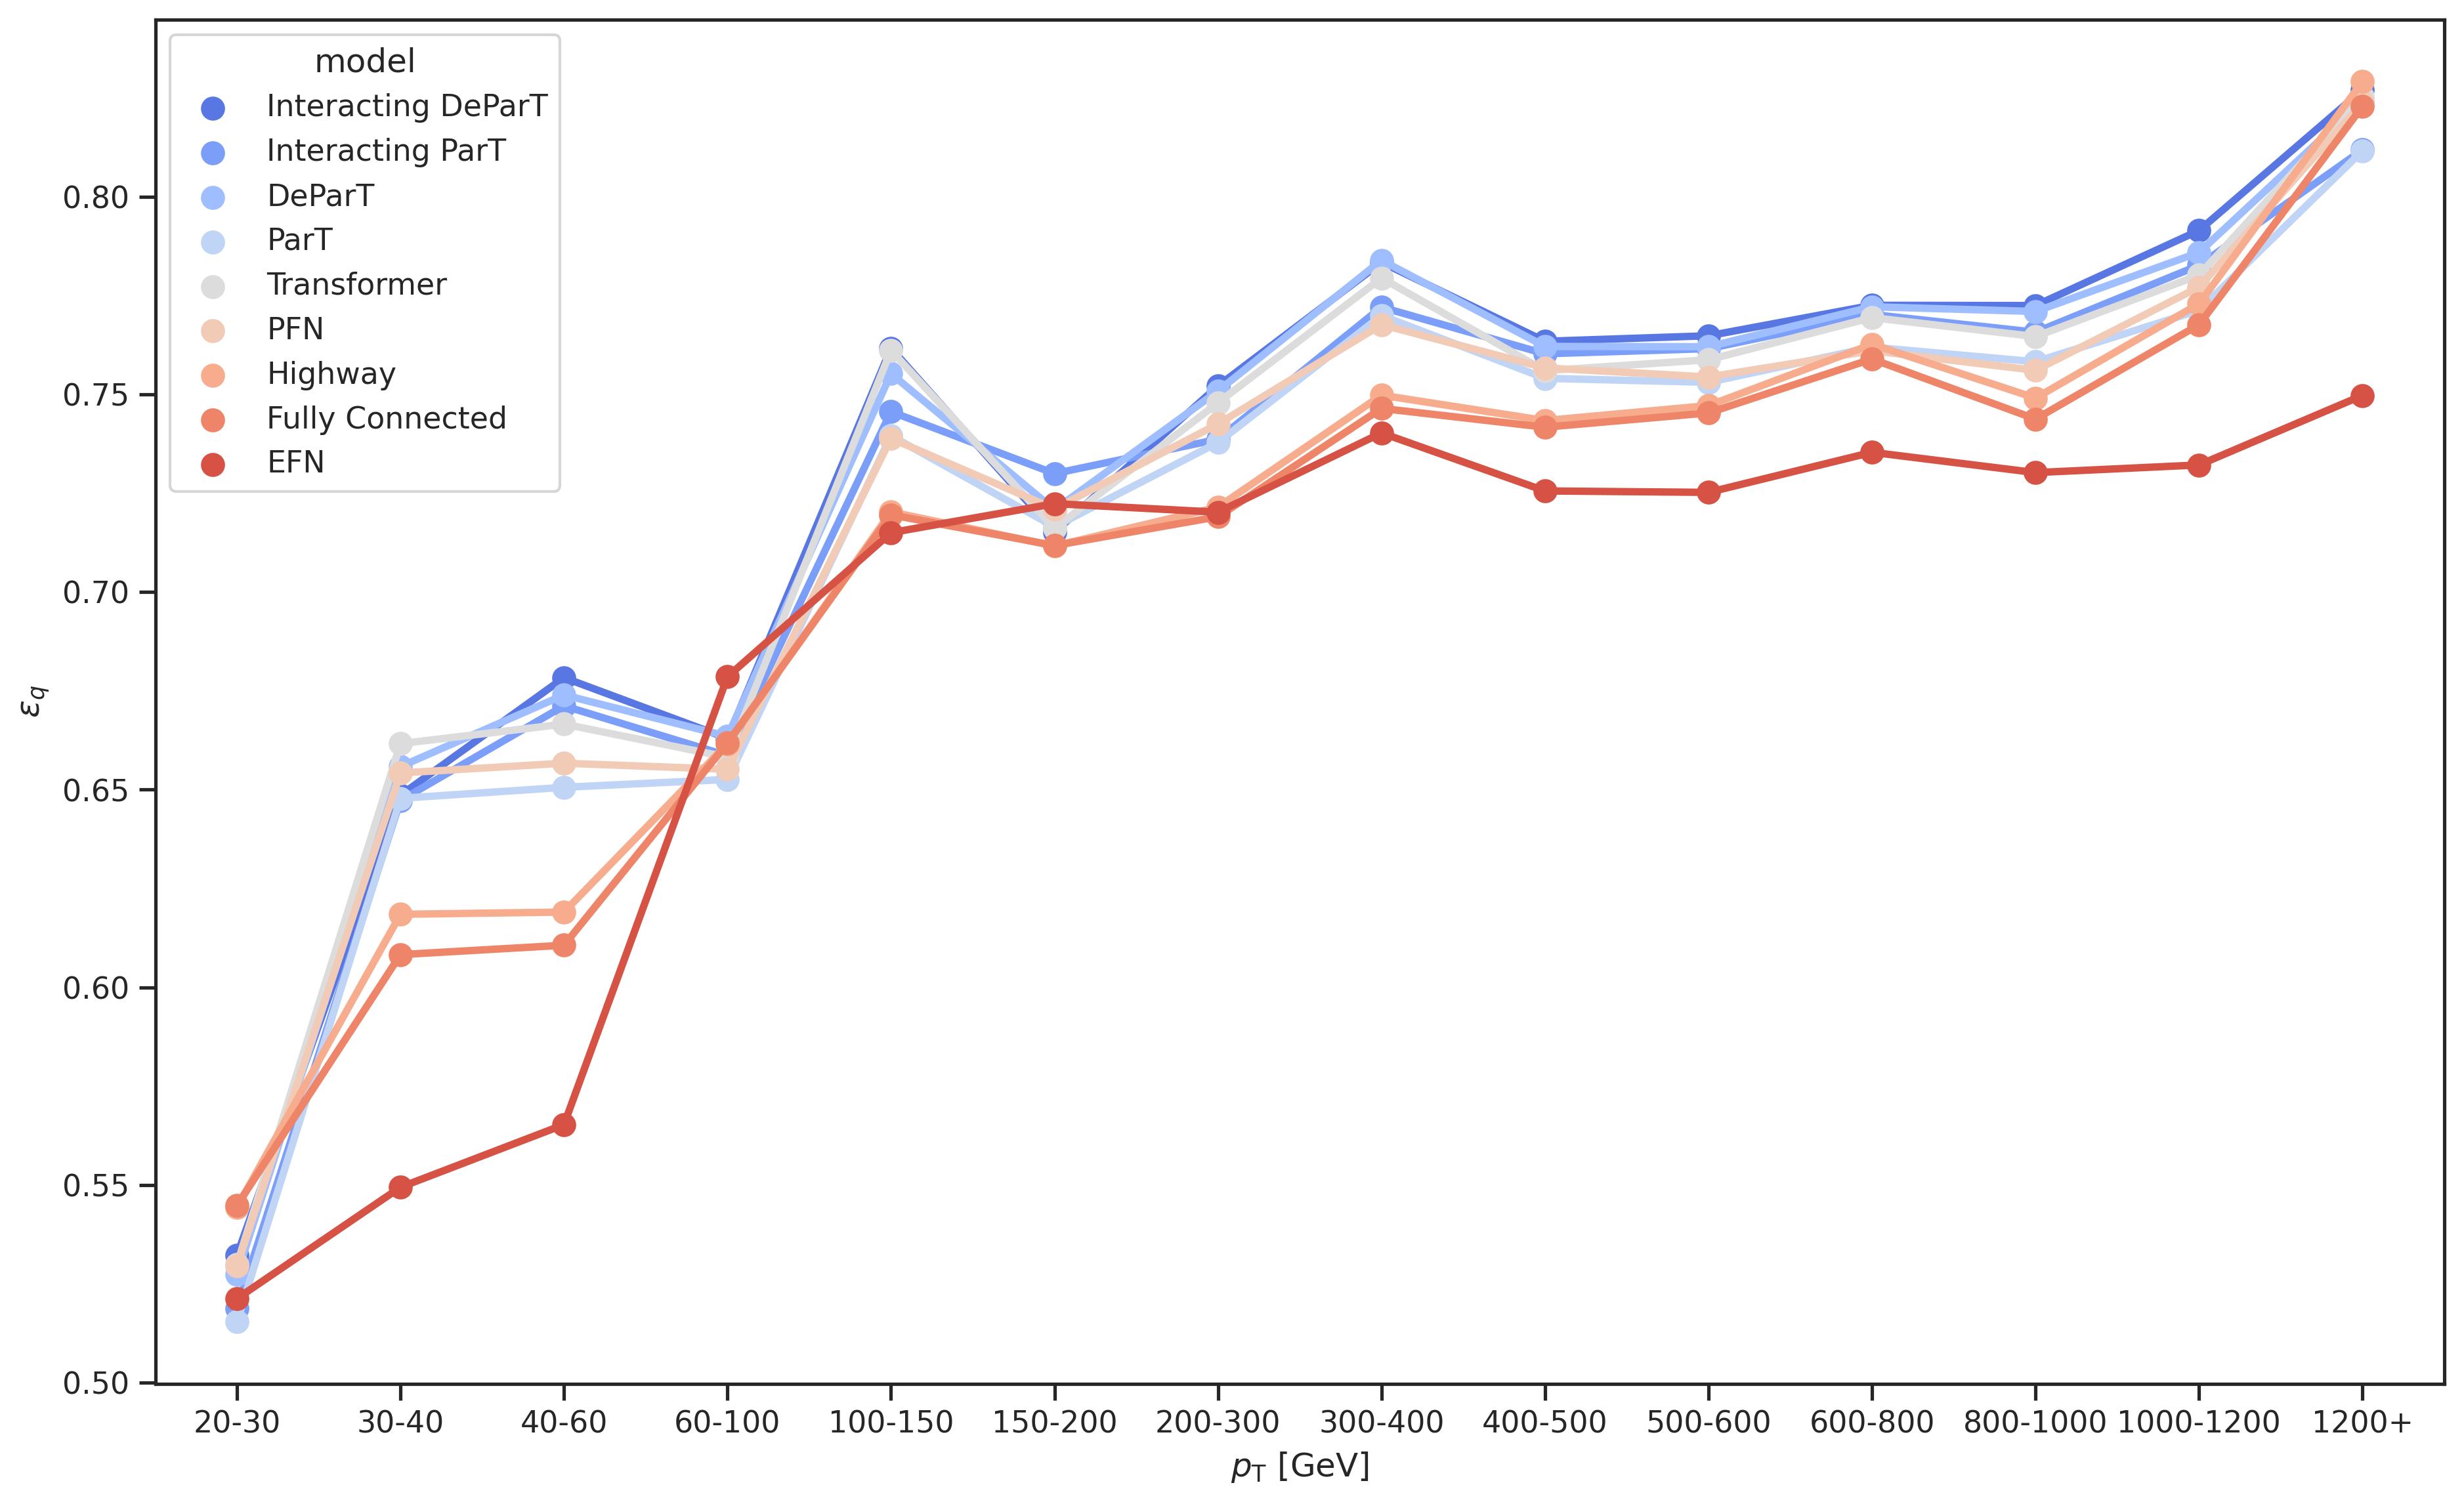 model
Interacting DeParT
Interacting ParT
DeParT
ParT
Transformer
PFN
Highway
Fully Connected
EFN
0.80
0.75
0.70
0.65
0.60
0.55
0.50
ε_q
20-30 30-40 40-60 60-100 100-150 150-200 200-300 300-400 400-500 500-600 600-800 800-1000 1000-1200 1200+
p_T [GeV]